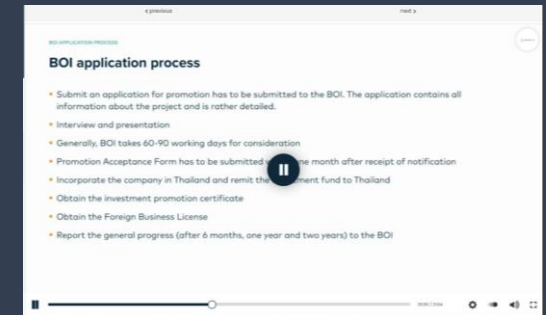 < previous
next >
BOI APPLICATION PROCESS
BOI application process
Submit an application for promotion has to be submitted to the BOI. The application contains all
information about the project and is rather detailed.
Interview and presentation
Generally, BOI takes 60-90 working days for consideration
Promotion Acceptance Form has to be submitted one month after receipt of notification
Incorporate the company in Thailand and remit the fund to Thailand
Obtain the investment promotion certificate
Obtain the Foreign Business License
Report the general progress (after 6 months, one year and two years) to the BOI